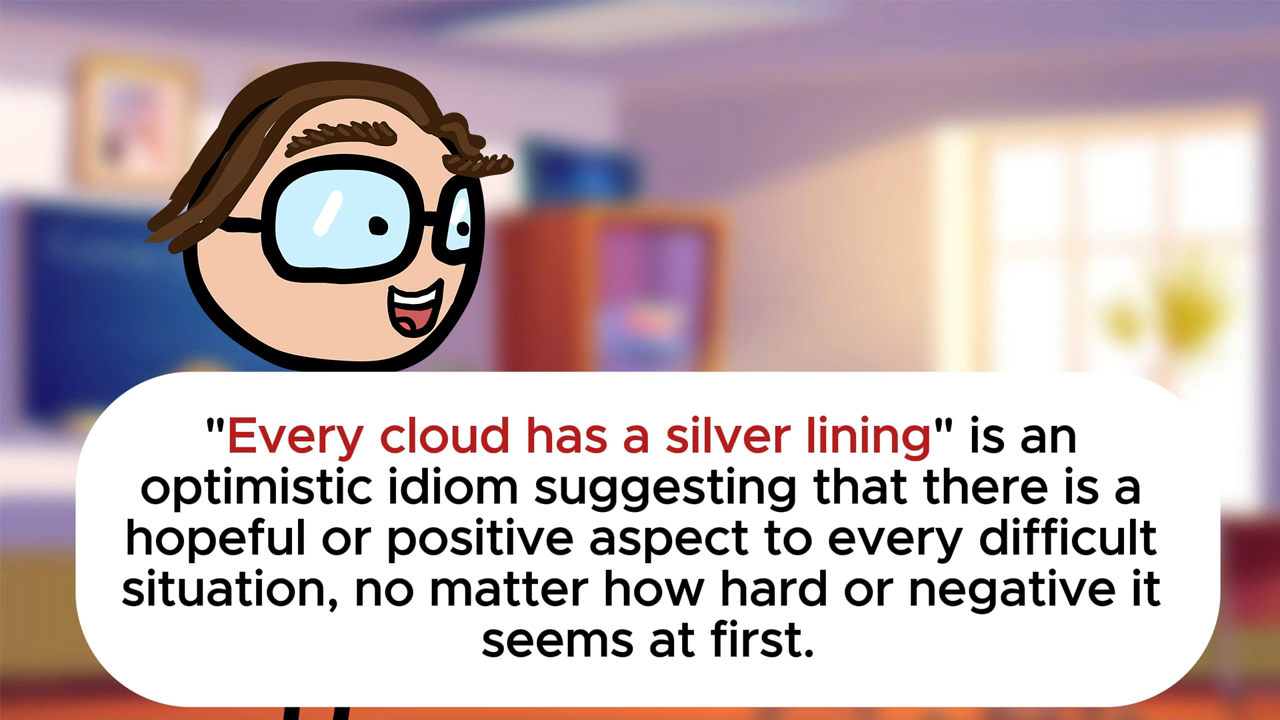 "Every cloud has a silver lining" is an
optimistic idiom suggesting that there is a
hopeful or positive aspect to every difficult
situation, no matter how hard or negative it
seems at first.